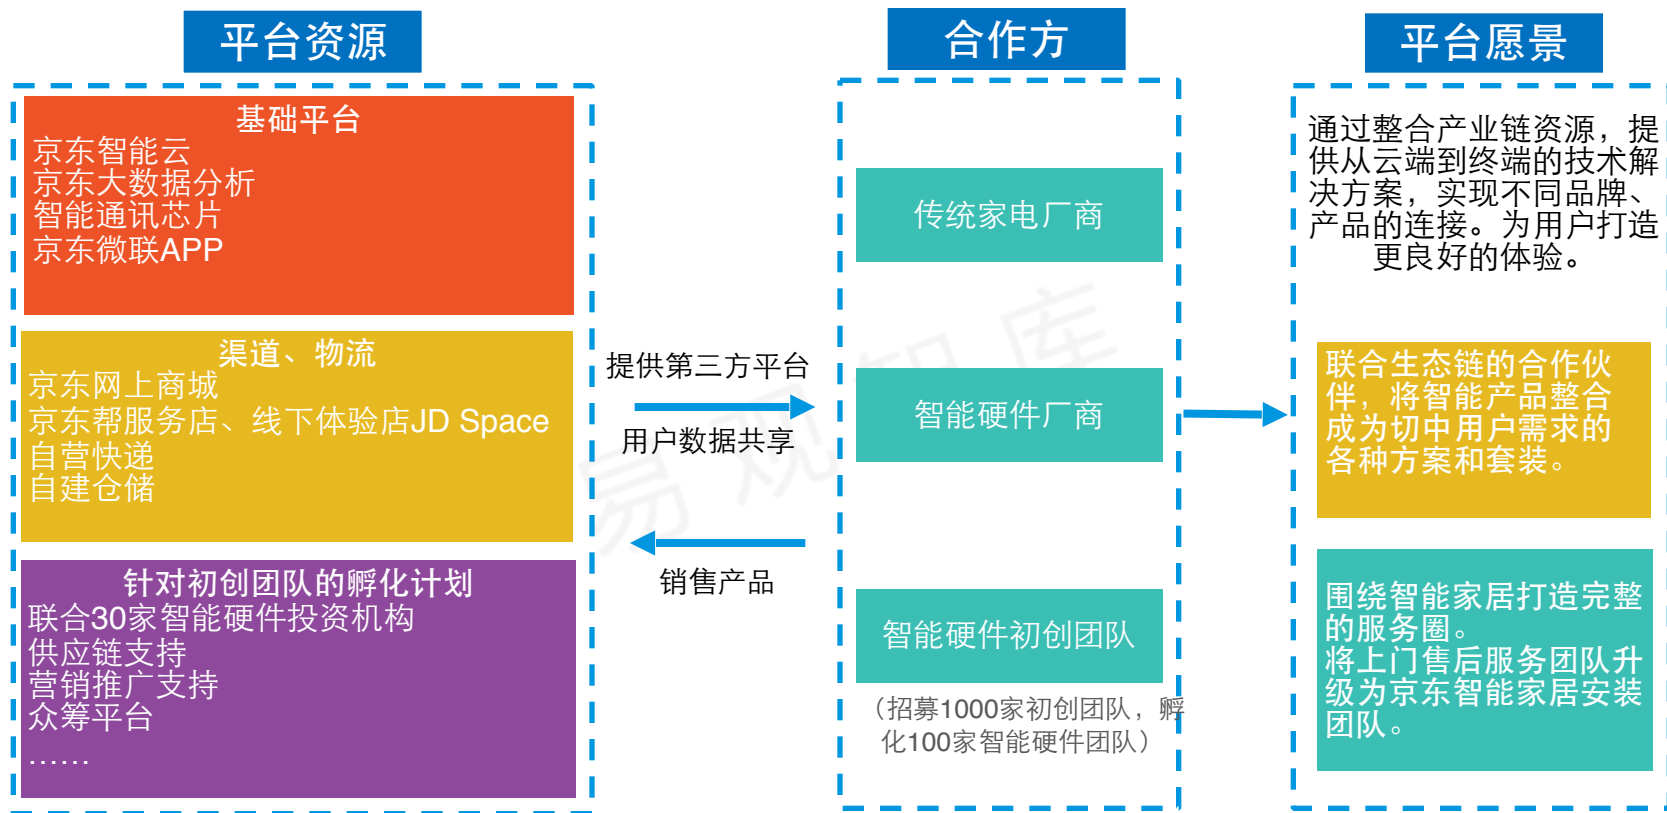 平台资源
基础平台
京东智能云
京东大数据分析
智能通讯芯片
京东微联APP
渠道、物流
京东网上商城
京东帮服务店、线下体验店JD Space
自营快递
自建仓储
针对初创团队的孵化计划
联合30家智能硬件投资机构
供应链支持
营销推广支持
众筹平台
……
提供第三方平台
用户数据共享
销售产品
合作方
传统家电厂商
智能硬件厂商
智能硬件初创团队
（招募1000家初创团队，孵
化100家智能硬件团队）
平台愿景
通过整合产业链资源，提
供从云端到终端的技术解
决方案，实现不同品牌、
产品的连接。为用户打造
更良好的体验。
联合生态链的合作伙
伴，将智能产品整合
成为切中用户需求的
各种方案和套装。
围绕智能家居打造完整
的服务圈。
将上门售后服务团队升
级为京东智能家居安装
团队。
易观智库